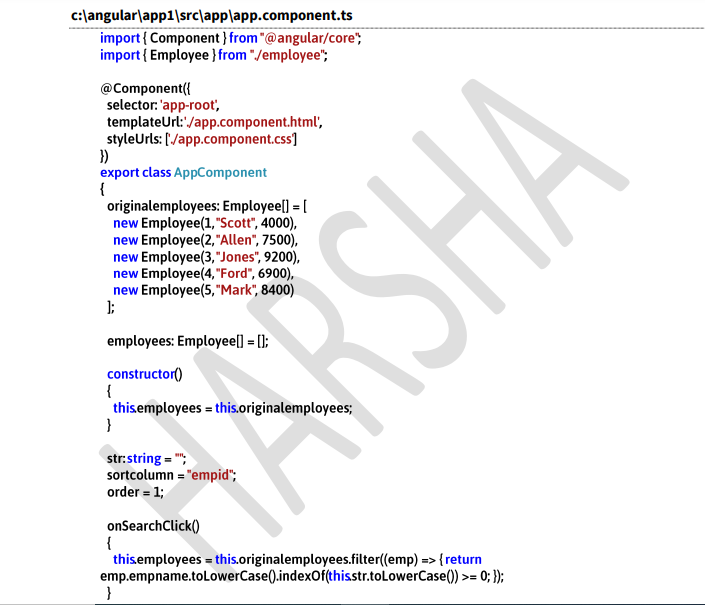 c:\angular\app1\src\app\app.component.ts
import { Component } from "@angular/core";
import { Employee } from "./employee";
@Component({
selector: 'app-root',
templateUrl:'./app.component.html',
styleUrls: ['./app.component.css']
})
export class AppComponent
{
originalemployees: Employee[] = [
new Employee(1,"Scott", 4000),
new Employee(2,"Allen", 7500),
new Employee(3,"Jones", 9200),
new Employee(4,"Ford", 6900),
new Employee(5,"Mark", 8400)
];
employees: Employee[] = [];
constructor()
{
this.employees = this.originalemployees;
}
str:string = "";
sortcolumn = "empid";
order = 1;
onSearchClick()
{
this.employees = this.originalemployees.filter((emp) => { return
emp.empname.toLowerCase().indexOf(this.str.toLowerCase()) >= 0; });
}
HARSHA